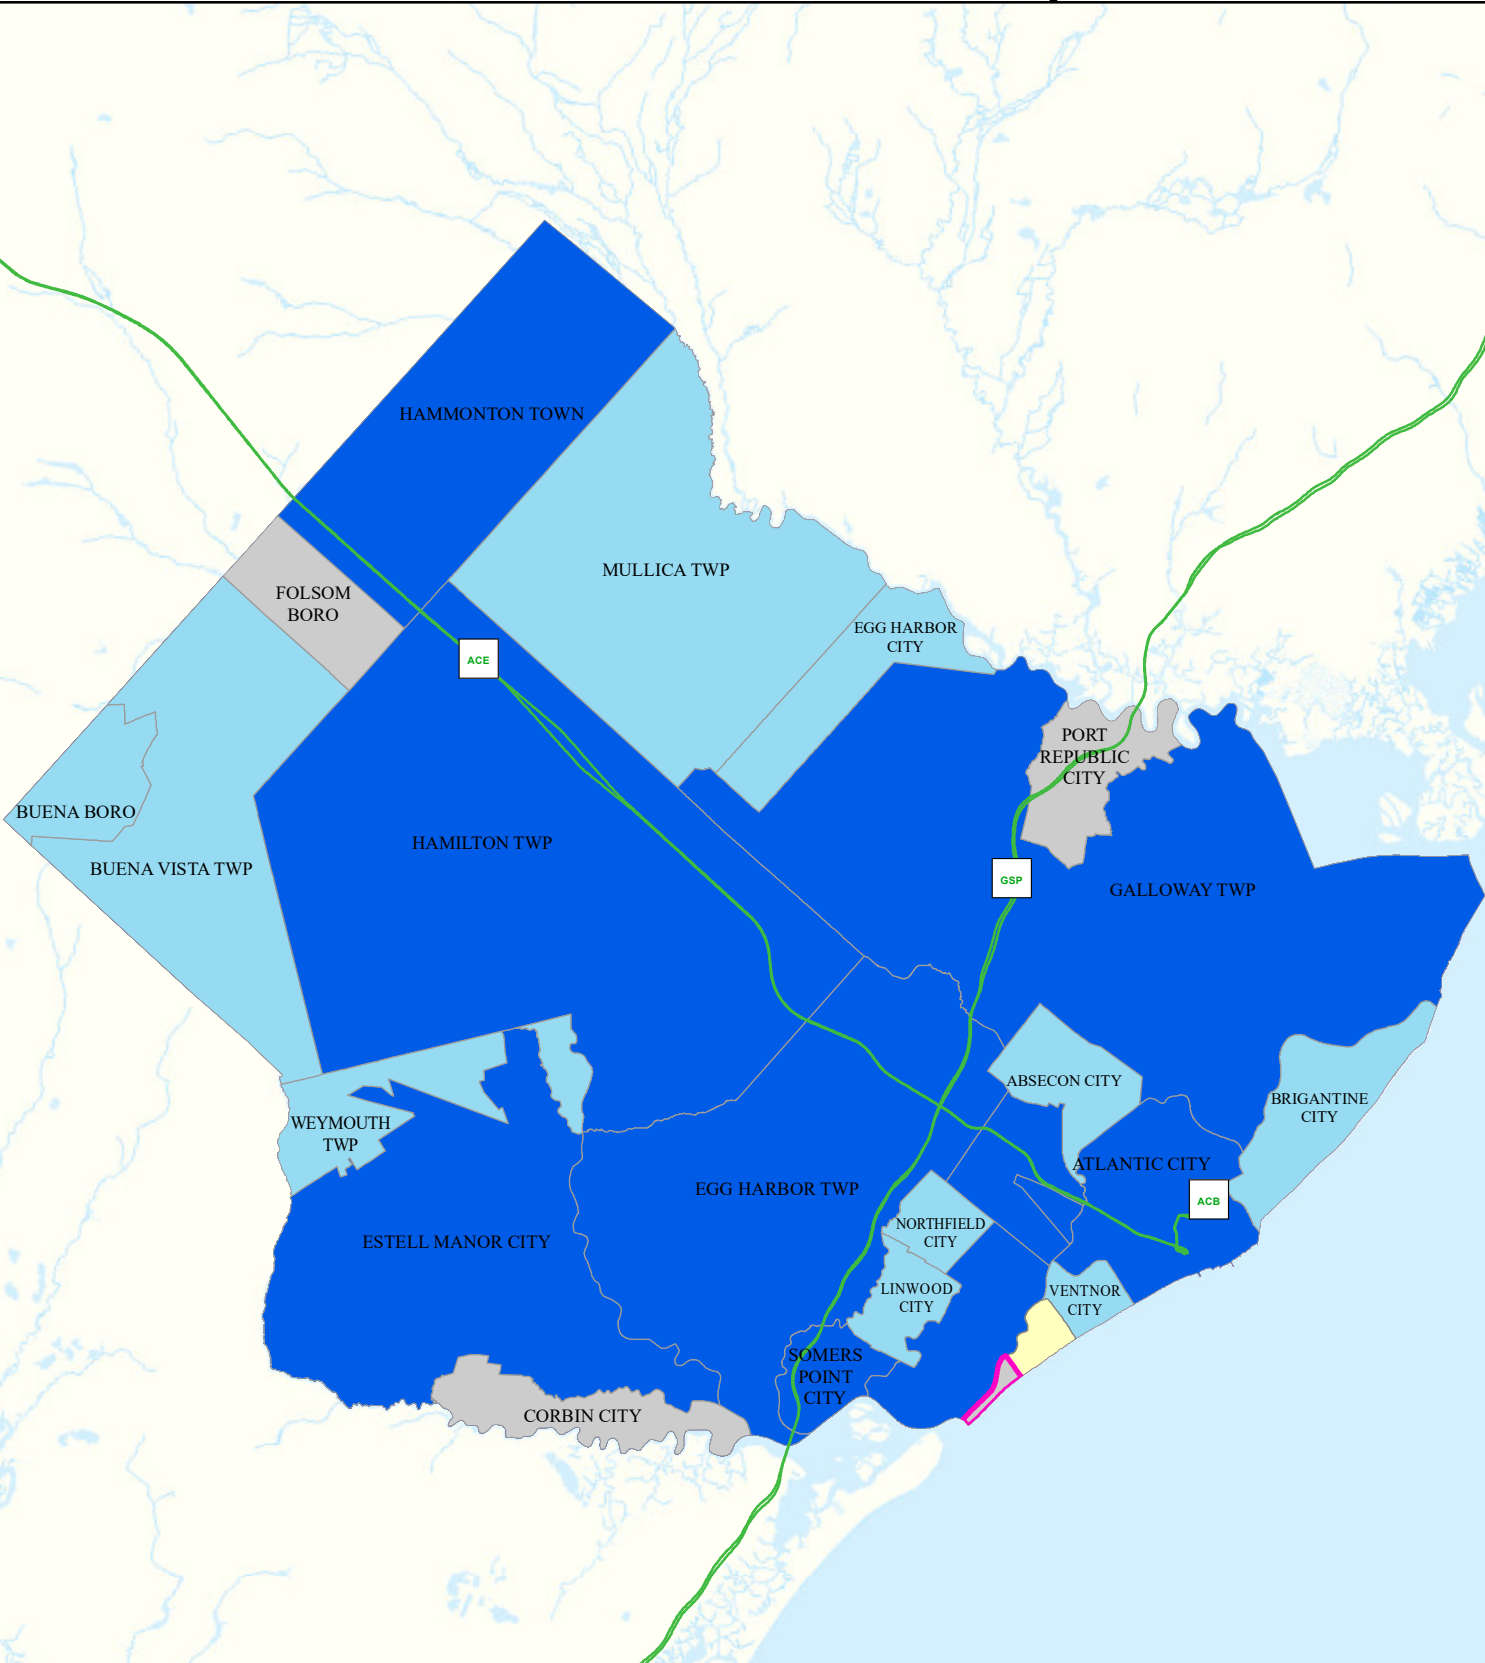 HAMMONTON TOWN
MULLICA TWP
FOLSOM
BORO
EGG HARBOR
CITY
ACE
PORT
REPUBLIC
CITY
BUENA BORO
HAMILTON TWP
BUENA VISTA TWP
GSP
GALLOWAY TWP
ABSECON CITY
BRIGANTINE
CITY
WEYMOUTH
TWP
ATLANTIC CITY
EGG HARBOR TWP
ACB
NORTHFIELD
CITY
ESTELL MANOR CITY
LINWOOD
CITY
VENTNOR
CITY
SOMERS
POINT
CITY
CORBIN CITY